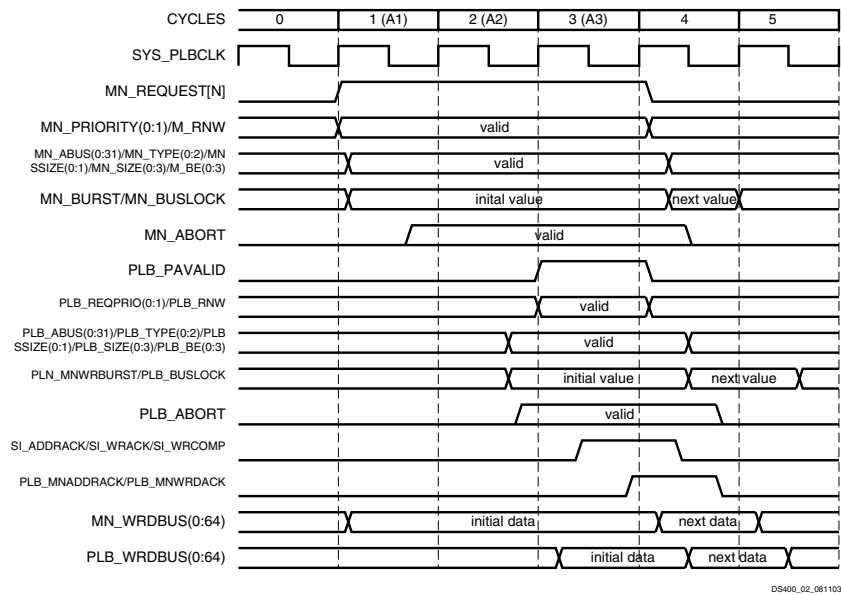 CYCLES 0 1 (A1) 2 (A2) 3 (A3) 4 5
SYS_PLBCLK
MN_REQUEST[N]
MN_PRIORITY(0:1)/M_RNW valid
MN_ABUS(0:31)/MN_TYPE(0:2)/MN
SSIZE(0:1)/MN_SIZE(0:3)/M_BE(0:3) valid
MN_BURST/MN_BUSLOCK inital value next value
MN_ABORT valid
PLB_PAVALID
PLB_REQPRIO(0:1)/PLB_RNW valid
PLB_ABUS(0:31)/PLB_TYPE(0:2)/PLB
SSIZE(0:1)/PLB_SIZE(0:3)/PLB_BE(0:3) valid
PLN_MNWRBURST/PLB_BUSLOCK initial value next value
PLB_ABORT valid
SI_ADDRACK/SI_WRACK/SI_WRCOMP
PLB_MNADDRACK/PLB_MNWRDACK
MN_WRDBUS(0:64) initial data next data
PLB_WRDBUS(0:64) initial data next data
DS400_02_081103